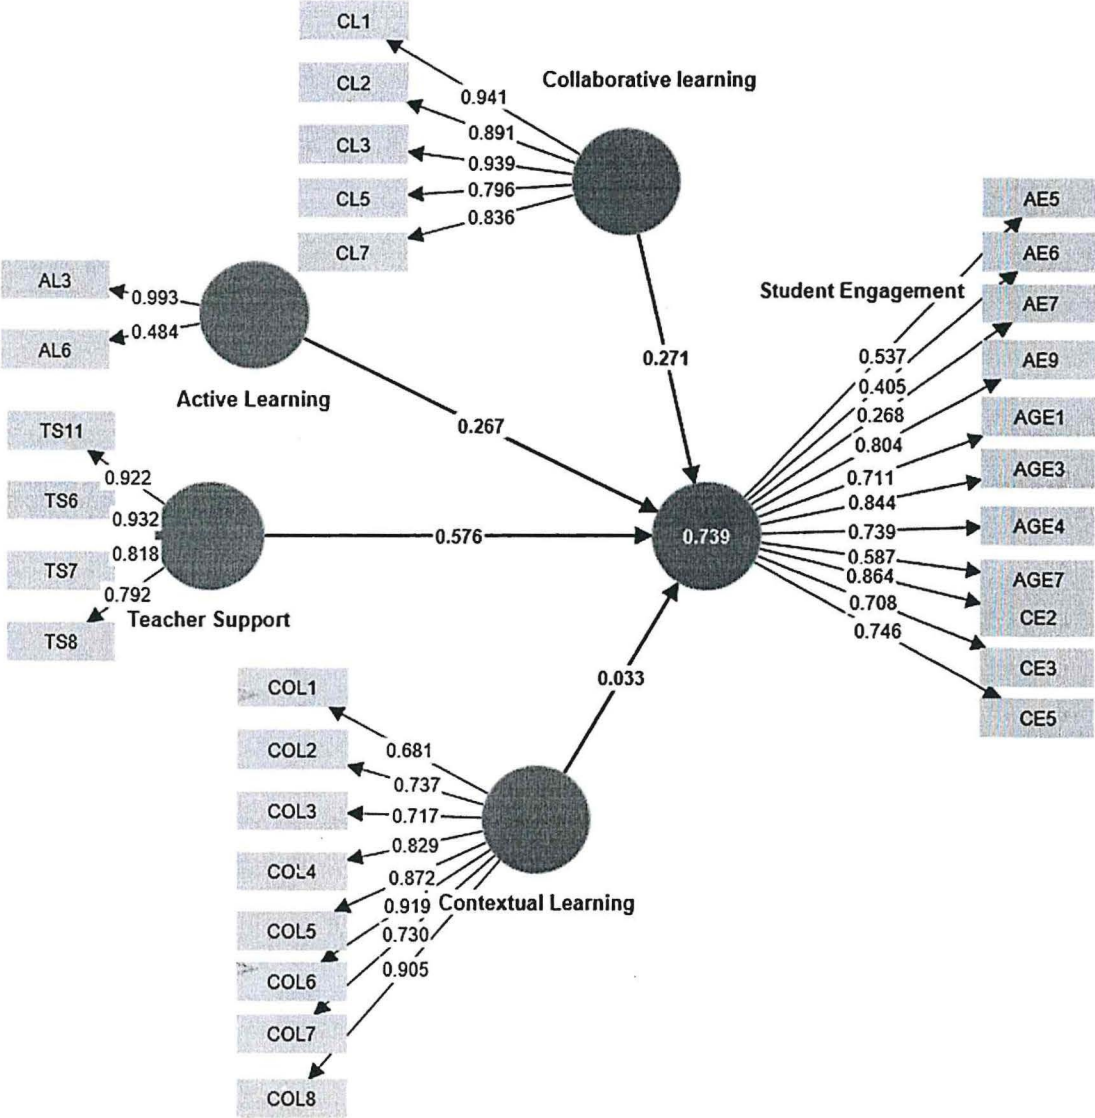 CL1
CL2
CL3
CL5
CL7
0.941
0.891
0.939
0.796
0.836
Collaborative learning
AL3
AL6
0.993
0.484
Active Learning
0.267
0.271
TS11
TS6
TS7
TS8
0.922
0.932
0.818
0.792
Teacher Support
0.576
0.739
Student Engagement
0.537
0.405
0.268
0.804
0.711
0.844
0.739
0.587
0.864
0.708
0.746
AE5
AE6
AE7
AE9
AGE1
AGE3
AGE4
AGE7
CE2
CE3
CE5
0.033
COL1
COL2
COL3
COL4
COL5
COL6
COL7
COL8
0.681
0.737
0.717
0.829
0.872
0.919
0.730
0.905
Contextual Learning